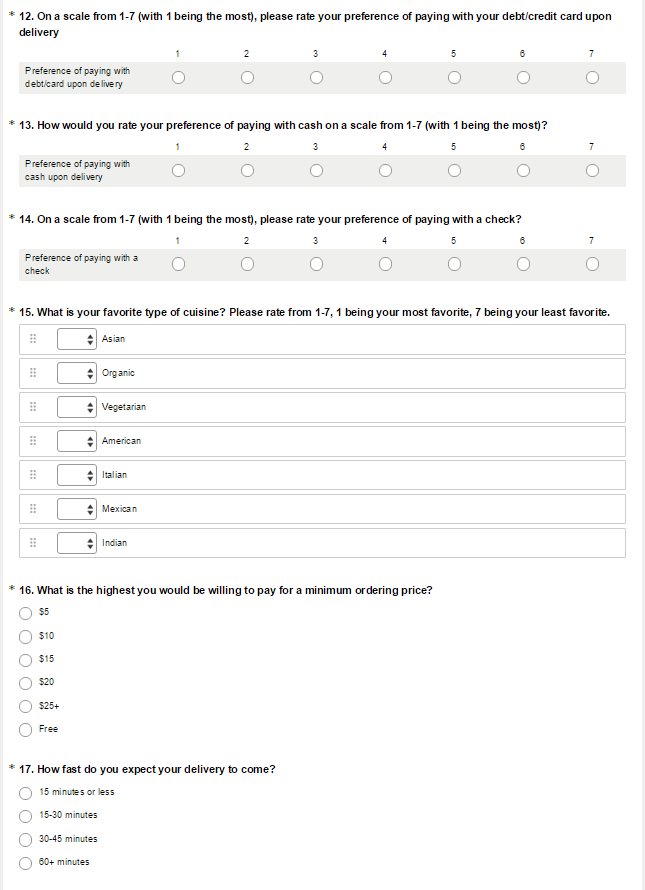 * 12. On a scale from 1-7 (with 1 being the most), please rate your preference of paying with your debt/credit card upon
delivery
1 2 3 4 5 6 7
Preference of paying with
debt/card upon delivery
* 13. How would you rate your preference of paying with cash on a scale from 1-7 (with 1 being the most)?
1 2 3 4 5 6 7
Preference of paying with
cash upon delivery
* 14. On a scale from 1-7 (with 1 being the most), please rate your preference of paying with a check?
1 2 3 4 5 6 7
Preference of paying with a
check
* 15. What is your favorite type of cuisine? Please rate from 1-7, 1 being your most favorite, 7 being your least favorite.
Asian
Organic
Vegetarian
American
Italian
Mexican
Indian
* 16. What is the highest you would be willing to pay for a minimum ordering price?
$5
$10
$15
$20
$25+
Free
* 17. How fast do you expect your delivery to come?
15 minutes or less
15-30 minutes
30-45 minutes
60+ minutes